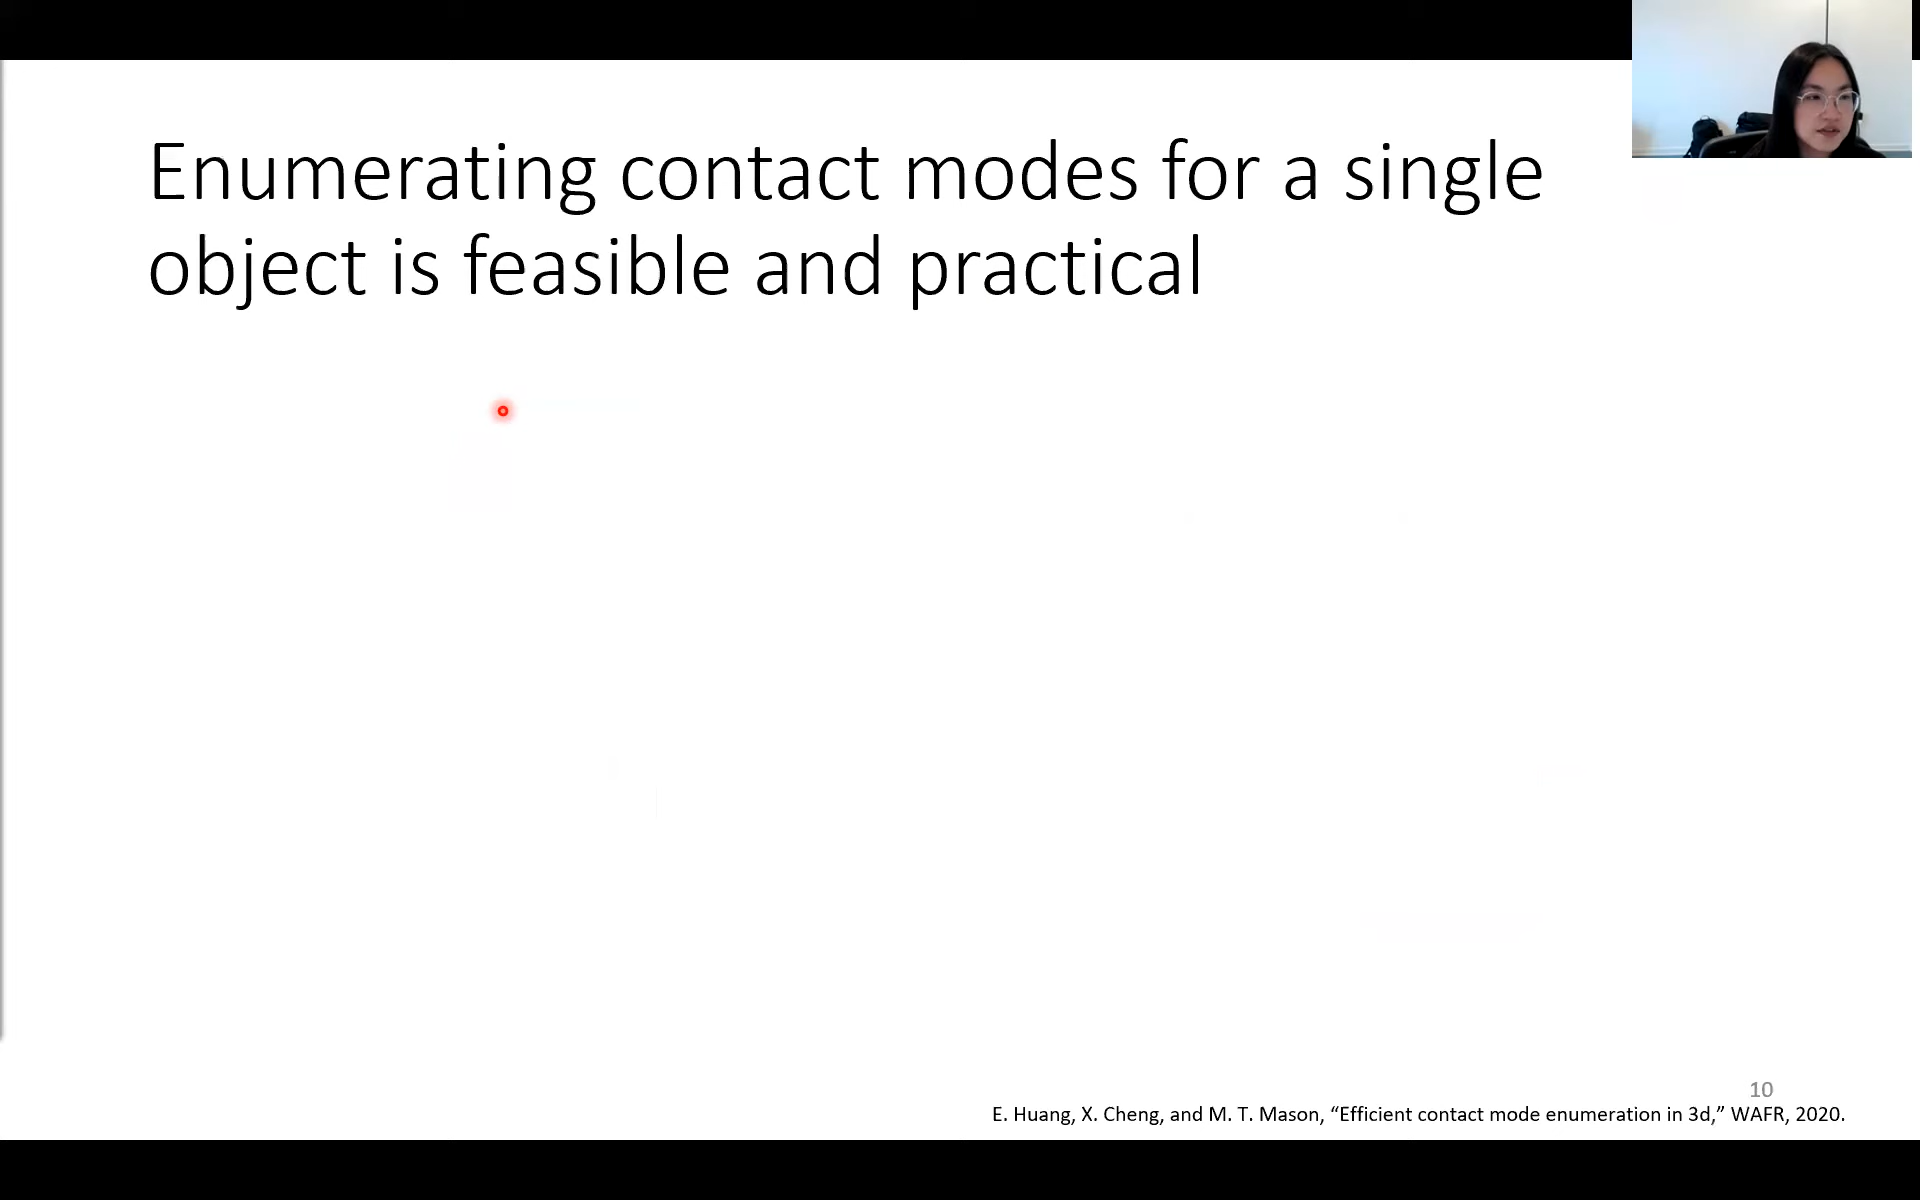 Enumerating contact modes for a single
object is feasible and practical
10
E. Huang, X. Cheng, and M. T. Mason, “Efficient contact mode enumeration in 3d,” WAFR, 2020.